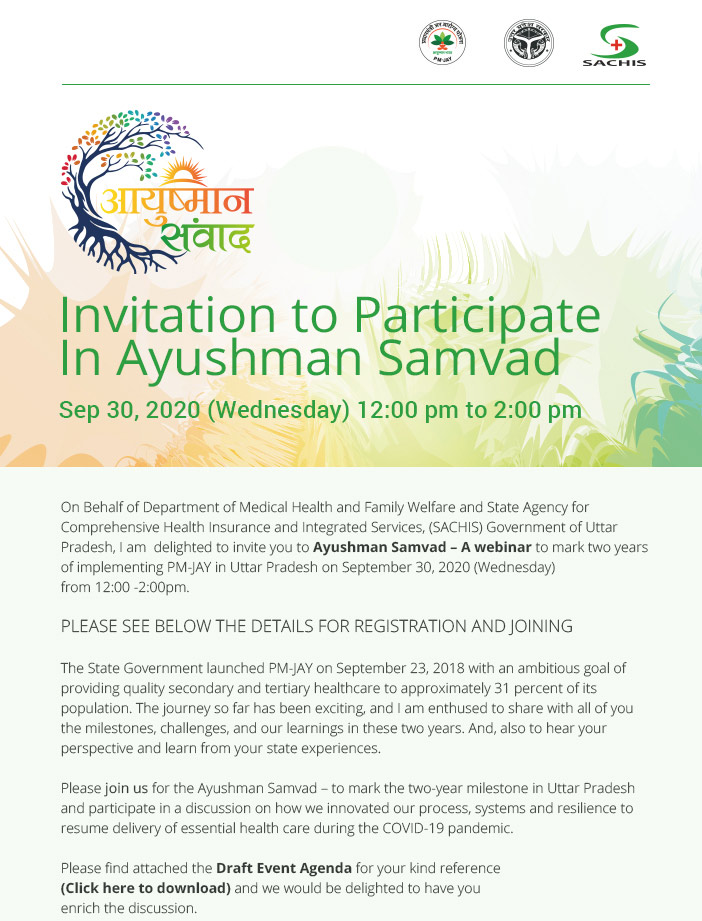 PM-JAY
SACHIS
आयुष्मान
संवाद
Invitation to Participate
In Ayushman Samvad
Sep 30, 2020 (Wednesday) 12:00 pm to 2:00 pm
On Behalf of Department of Medical Health and Family Welfare and State Agency for
Comprehensive Health Insurance and Integrated Services, (SACHIS) Government of Uttar
Pradesh, I am  delighted to invite you to Ayushman Samvad – A webinar to mark two years
of implementing PM-JAY in Uttar Pradesh on September 30, 2020 (Wednesday)
from 12:00 -2:00pm.
PLEASE SEE BELOW THE DETAILS FOR REGISTRATION AND JOINING
The State Government launched PM-JAY on September 23, 2018 with an ambitious goal of
providing quality secondary and tertiary healthcare to approximately 31 percent of its
population. The journey so far has been exciting, and I am enthused to share with all of you
the milestones, challenges, and our learnings in these two years. And, also to hear your
perspective and learn from your state experiences.
Please join us for the Ayushman Samvad – to mark the two-year milestone in Uttar Pradesh
and participate in a discussion on how we innovated our process, systems and resilience to
resume delivery of essential health care during the COVID-19 pandemic.
Please find attached the Draft Event Agenda for your kind reference
(Click here to download) and we would be delighted to have you
enrich the discussion.